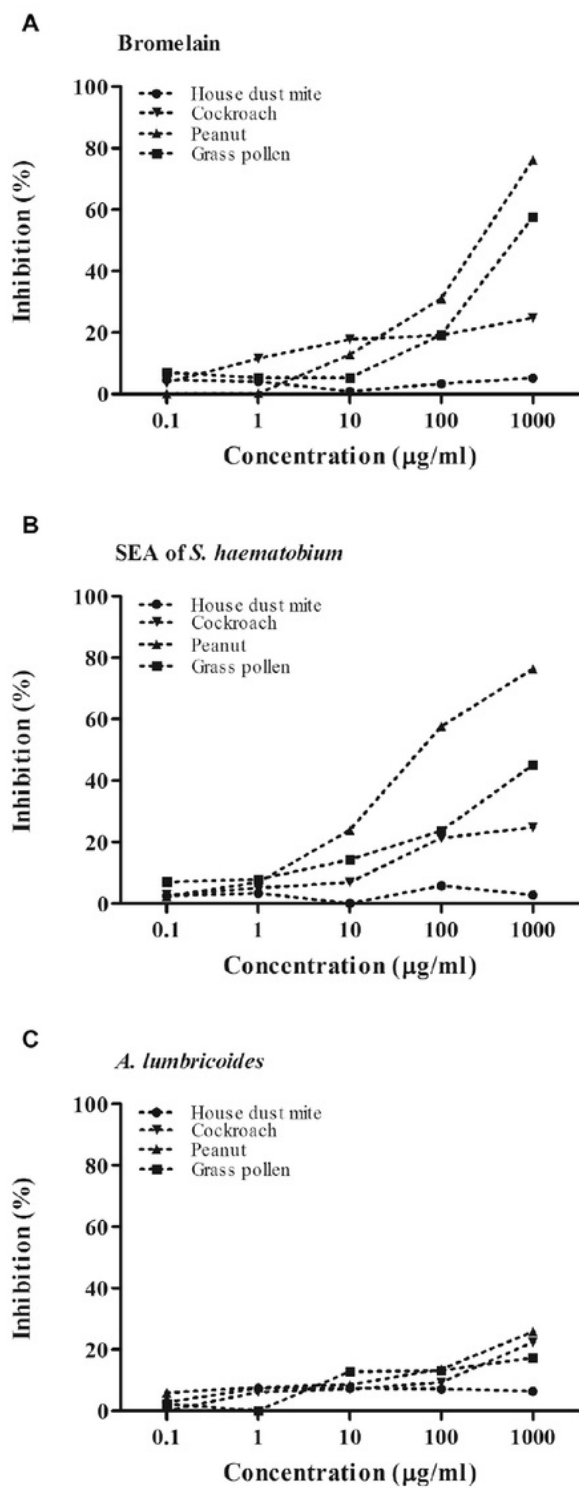 A
Bromelain
House dust mite
Cockroach
Peanut
Grass pollen
100
80
60
40
20
0
Inhibition (%)
0.1 1 10 100 1000
Concentration (μg/ml)
B
SEA of S. haematobium
House dust mite
Cockroach
Peanut
Grass pollen
100
80
60
40
20
0
Inhibition (%)
0.1 1 10 100 1000
Concentration (μg/ml)
C
A. lumbricoides
House dust mite
Cockroach
Peanut
Grass pollen
100
80
60
40
20
0
Inhibition (%)
0.1 1 10 100 1000
Concentration (μg/ml)